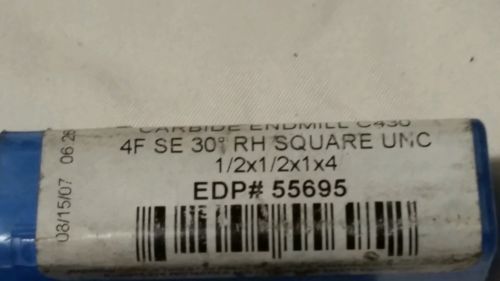 CARBIDE ENDMILL C430
4F SE 30° RH SQUARE UNC
1/2x1/2x1x4
EDP# 55695
08/15/07 06:28